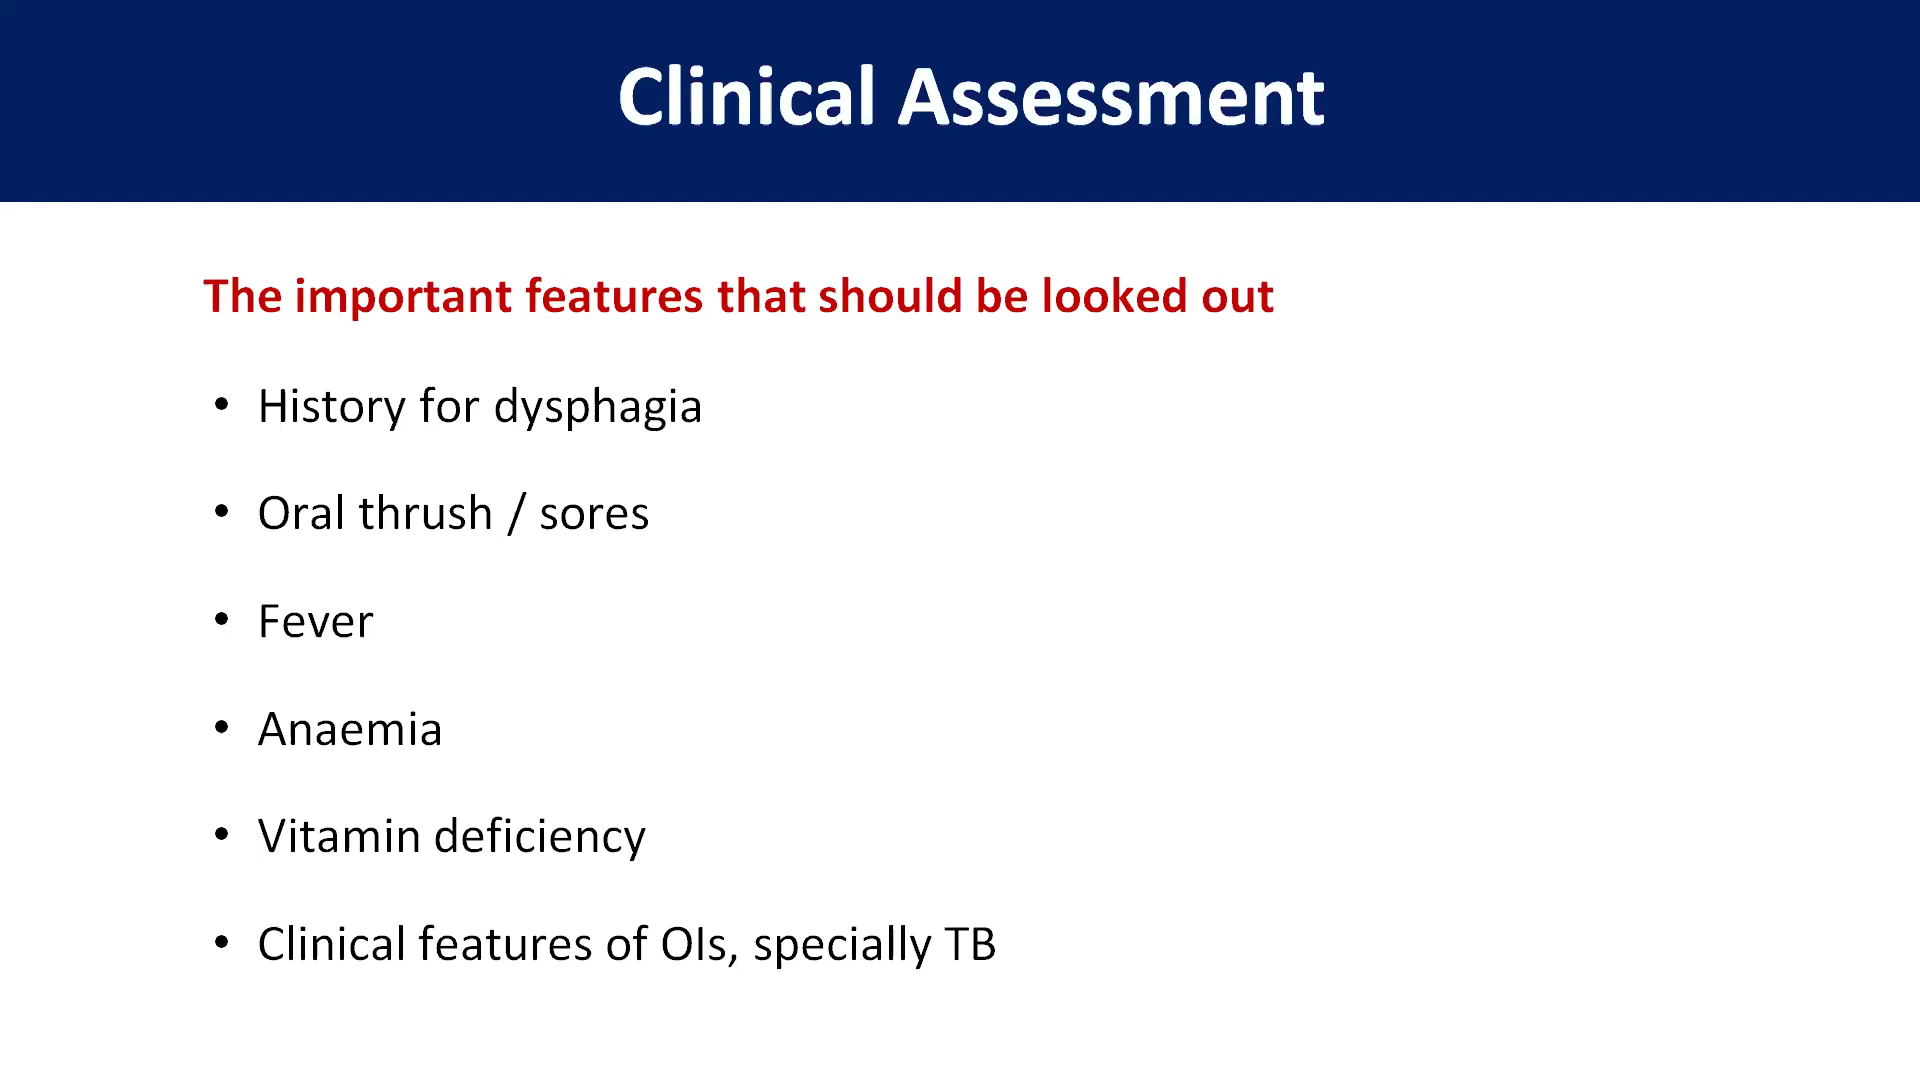 Clinical Assessment
The important features that should be looked out
• History for dysphagia
• Oral thrush / sores
• Fever
• Anaemia
• Vitamin deficiency
• Clinical features of OIs, specially TB